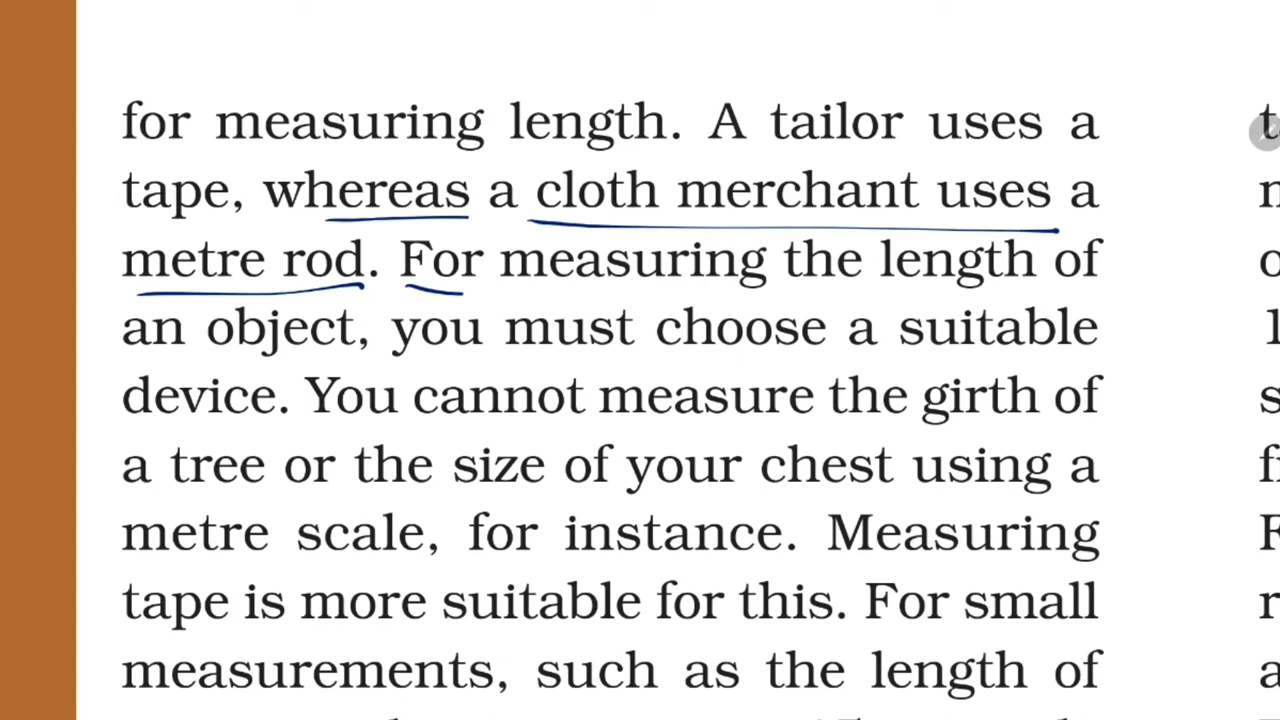 for measuring length. A tailor uses a
tape, whereas a cloth merchant uses a
metre rod. For measuring the length of
an object, you must choose a suitable
device. You cannot measure the girth of
a tree or the size of your chest using a
metre scale, for instance. Measuring
tape is more suitable for this. For small
measurements, such as the length of